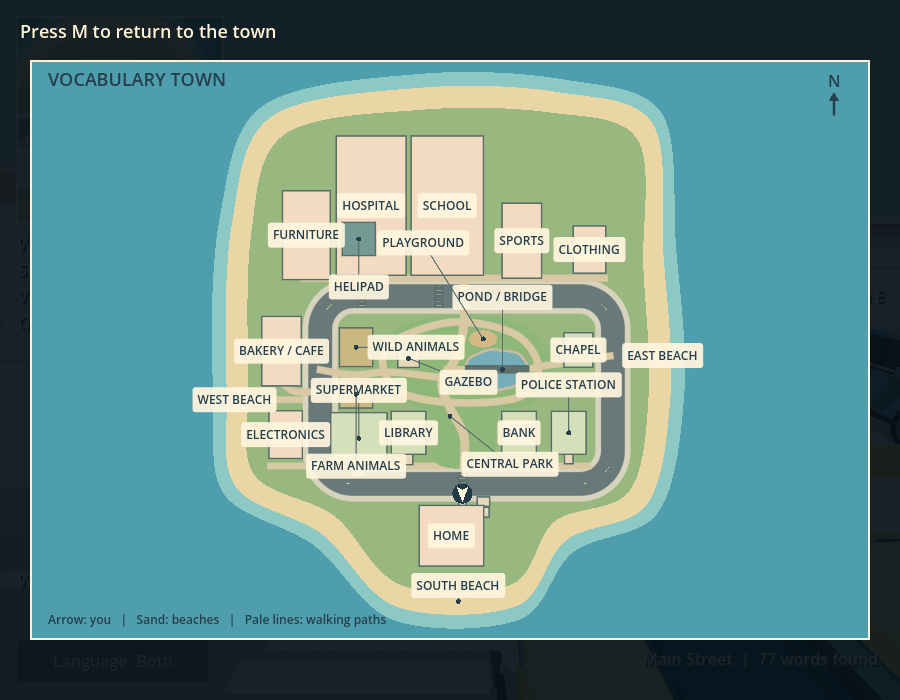 Press M to return to the town
VOCABULARY TOWN
N
HOSPITAL
SCHOOL
FURNITURE
PLAYGROUND
SPORTS
CLOTHING
HELIPAD
POND / BRIDGE
BAKERY / CAFE
WILD ANIMALS
CHAPEL
EAST BEACH
GAZEBO
POLICE STATION
SUPERMARKET
WEST BEACH
ELECTRONICS
LIBRARY
BANK
FARM ANIMALS
CENTRAL PARK
HOME
SOUTH BEACH
Arrow: you | Sand: beaches | Pale lines: walking paths
Language: Both
Main Street | 77 words found